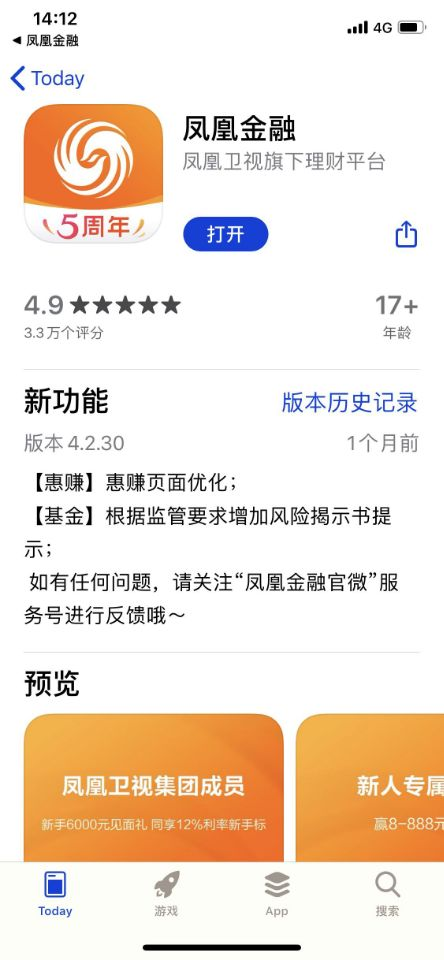 14:12
4G
◀ 凤凰金融
Today
凤凰金融
凤凰卫视旗下理财平台
5周年
打开
4.9★★★★★
17+
3.3万个评分
年龄
新功能
版本历史记录
版本 4.2.30
1个月前
【惠赚】惠赚页面优化；
【基金】根据监管要求增加风险揭示书提
示；
如有任何问题，请关注“凤凰金融官微”服
务号进行反馈哦～
预览
凤凰卫视集团成员
新手6000元见面礼 同享12%利率新手标
新人专属
赢8-888元
Today
游戏
App
搜索